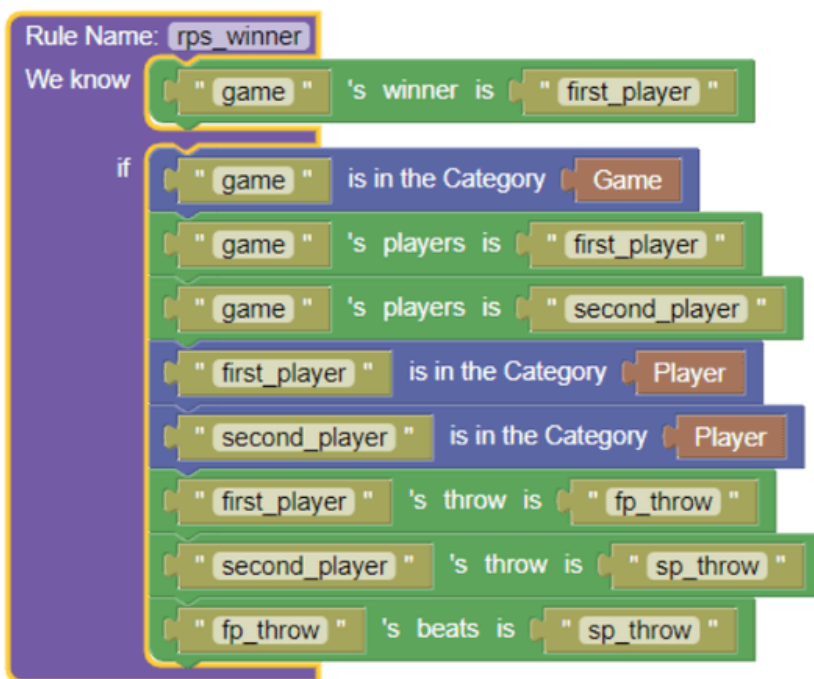 Rule Name: rps_winner
We know " game " 's winner is " first_player "
if " game " is in the Category Game
" game " 's players is " first_player "
" game " 's players is " second_player "
" first_player " is in the Category Player
" second_player " is in the Category Player
" first_player " 's throw is " fp_throw "
" second_player " 's throw is " sp_throw "
" fp_throw " 's beats is " sp_throw "